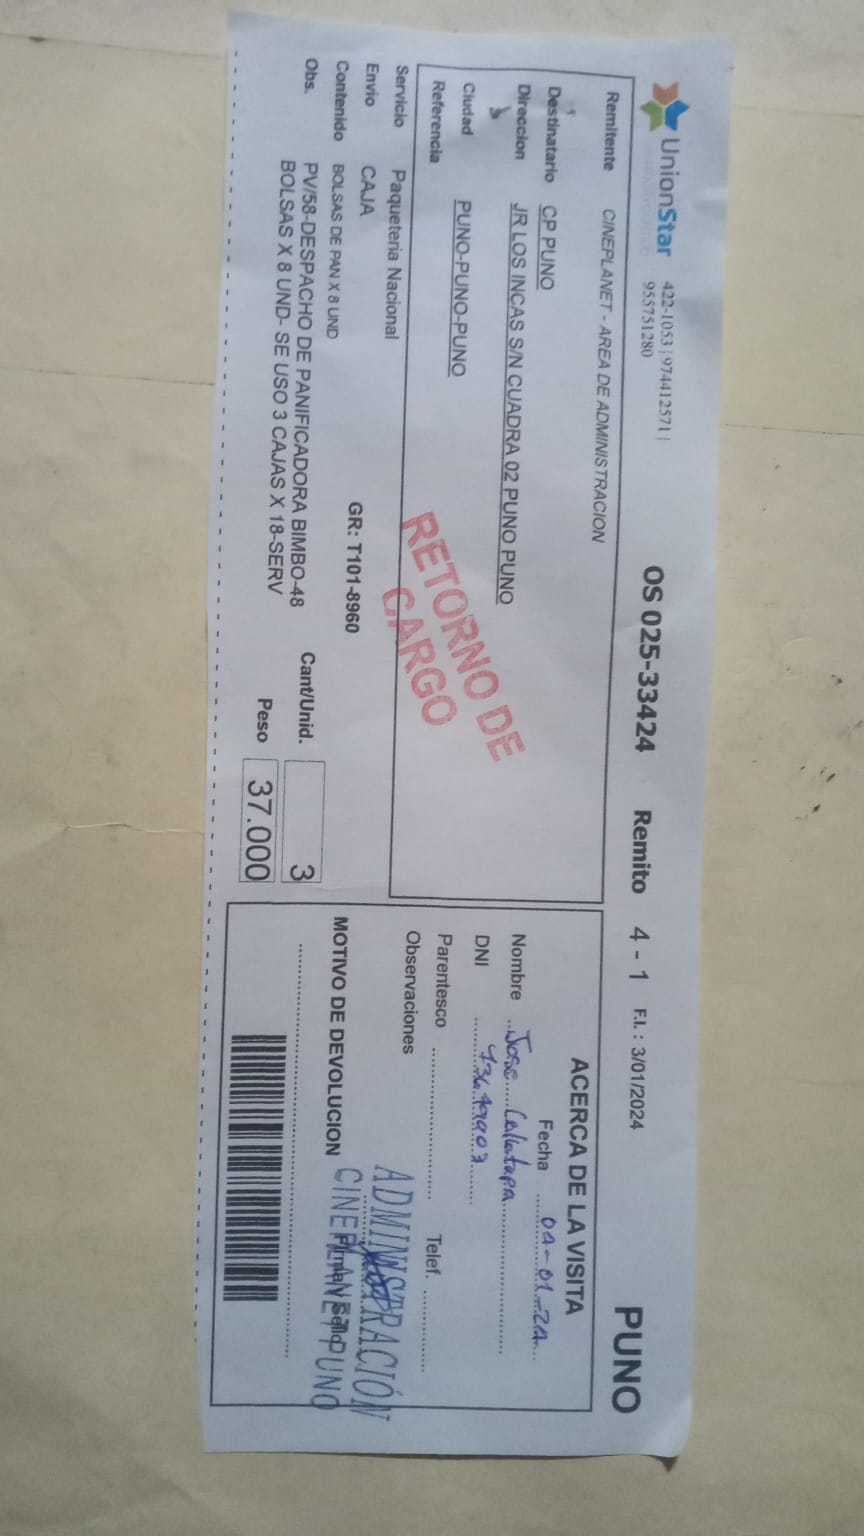 UnionStar 422-1053 | 974412571 |
955751280
OS 025-33424 Remito 4 - 1 F.I. : 3/01/2024 PUNO
Remitente CINEPLANET - AREA DE ADMINISTRACION
Destinatario CP PUNO
Direccion JR LOS INCAS S/N CUADRA 02 PUNO PUNO
Ciudad PUNO-PUNO-PUNO
Referencia
RETORNO DE
CARGO
Servicio Paqueteria Nacional
Envio CAJA GR: T101-8960
Contenido BOLSAS DE PAN X 8 UND
Obs. PV/58-DESPACHO DE PANIFICADORA BIMBO-48
BOLSAS X 8 UND- SE USO 3 CAJAS X 18-SERV
Cant/Unid. 3
Peso 37.000
ACERCA DE LA VISITA
Fecha 04-01-24
Nombre Jose
DNI
Parentesco Telef.
Observaciones
ADMINISTRACIÓN
CINEPLANET PUNO
MOTIVO DE DEVOLUCION Firma y Sello